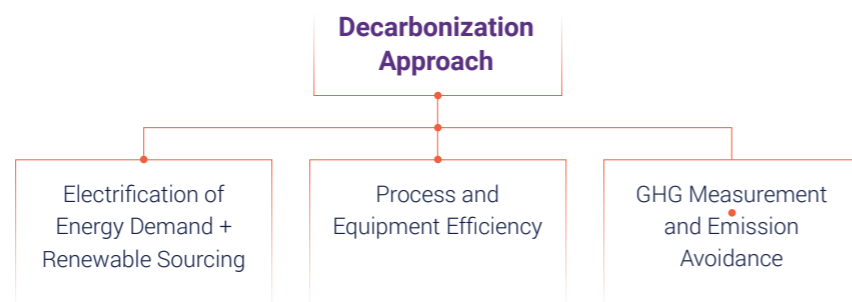 Decarbonization
Approach
Electrification of
Energy Demand +
Renewable Sourcing
Process and
Equipment Efficiency
GHG Measurement
and Emission
Avoidance